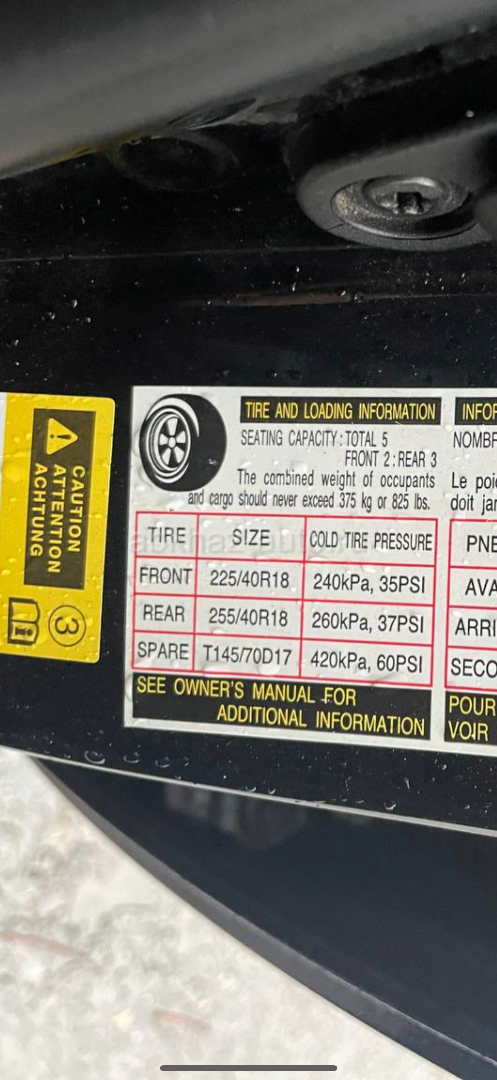 CAUTION
ATTENTION
ACHTUNG
3
TIRE AND LOADING INFORMATION
SEATING CAPACITY : TOTAL 5
FRONT 2 : REAR 3
The combined weight of occupants
and cargo should never exceed 375 kg or 825 lbs.
TIRE SIZE COLD TIRE PRESSURE
FRONT 225/40R18 240kPa, 35PSI
REAR 255/40R18 260kPa, 37PSI
SPARE T145/70D17 420kPa, 60PSI
SEE OWNER'S MANUAL FOR
ADDITIONAL INFORMATION
INFOR
NOMBR
Le poi
doit jar
PNE
AVA
ARRI
SECO
POUR
VOIR